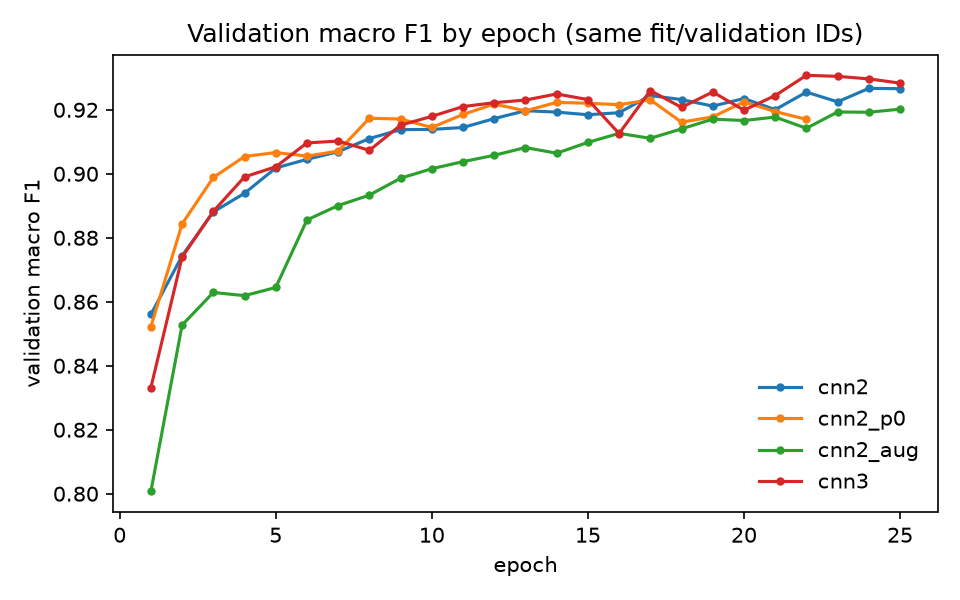 Validation macro F1 by epoch (same fit/validation IDs)
validation macro F1
0.92
0.90
0.88
0.86
0.84
0.82
0.80
cnn2
cnn2_p0
cnn2_aug
cnn3
0 5 10 15 20 25
epoch